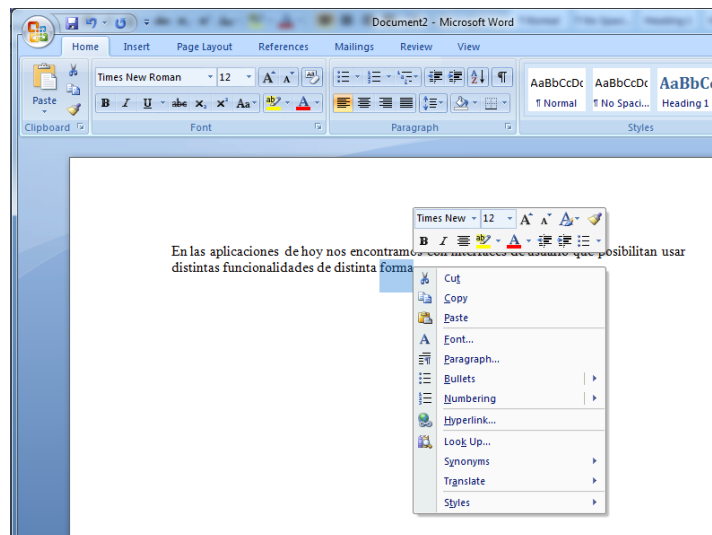 Document2 - Microsoft Word
Home Insert Page Layout References Mailings Review View
Paste
Times New Roman 12
AaBbCcDc AaBbCcDc AaBbCc
¶ Normal ¶ No Spaci... Heading 1
Clipboard Font Paragraph Styles
Times New 12
En las aplicaciones de hoy nos encontramos con interfaces de usuario que posibilitan usar
distintas funcionalidades de distinta forma
Cut
Copy
Paste
Font...
Paragraph...
Bullets
Numbering
Hyperlink...
Look Up...
Synonyms
Translate
Styles